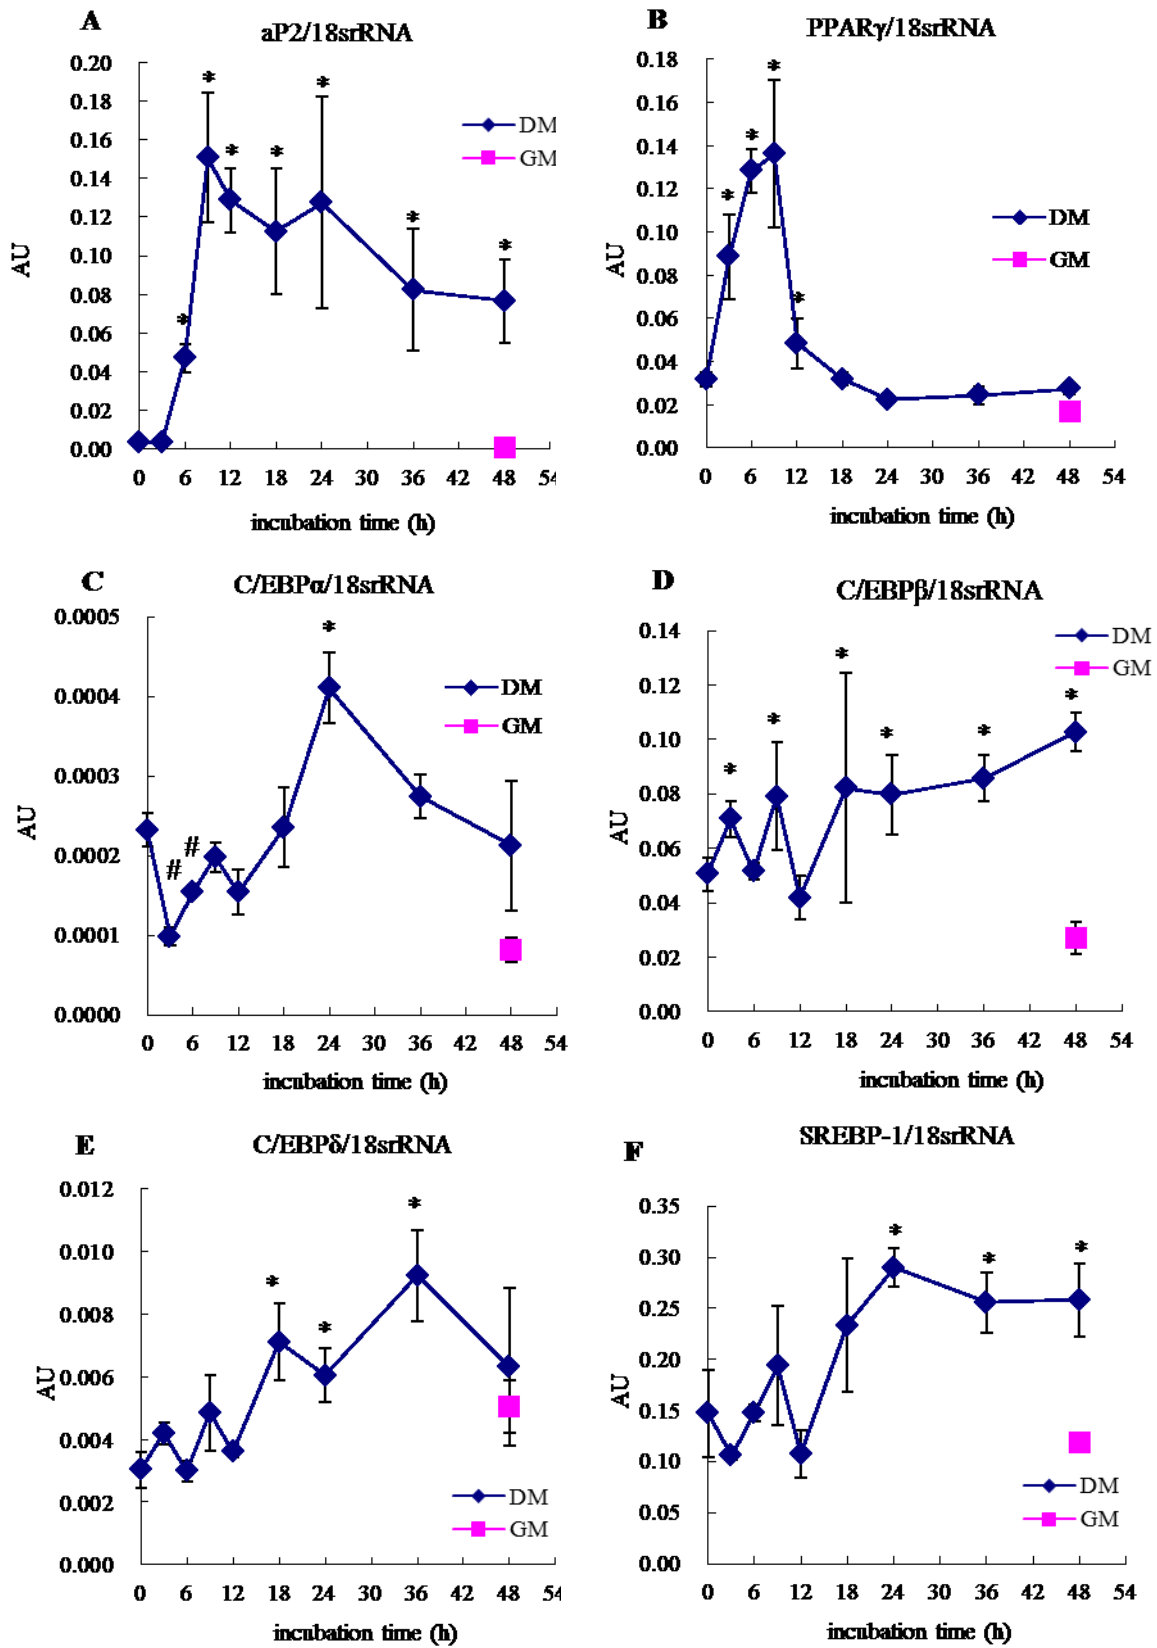 A
aP2/18srRNA
0.20
0.18
0.16
0.14
0.12
0.10
0.08
0.06
0.04
0.02
0.00
AU
* * * * * * *
DM
GM
0 6 12 18 24 30 36 42 48 54
incubation time (h)
B
PPARγ/18srRNA
0.18
0.16
0.14
0.12
0.10
0.08
0.06
0.04
0.02
0.00
AU
* * * *
DM
GM
0 6 12 18 24 30 36 42 48 54
incubation time (h)
C
C/EBPα/18srRNA
0.0005
0.0004
0.0003
0.0002
0.0001
0.0000
AU
# # *
DM
GM
0 6 12 18 24 30 36 42 48 54
incubation time (h)
D
C/EBPβ/18srRNA
0.14
0.12
0.10
0.08
0.06
0.04
0.02
0.00
AU
* * * * * *
DM
GM
0 6 12 18 24 30 36 42 48 54
incubation time (h)
E
C/EBPδ/18srRNA
0.012
0.010
0.008
0.006
0.004
0.002
0.000
AU
* * *
DM
GM
0 6 12 18 24 30 36 42 48 54
incubation time (h)
F
SREBP-1/18srRNA
0.35
0.30
0.25
0.20
0.15
0.10
0.05
0.00
AU
* * *
DM
GM
0 6 12 18 24 30 36 42 48 54
incubation time (h)